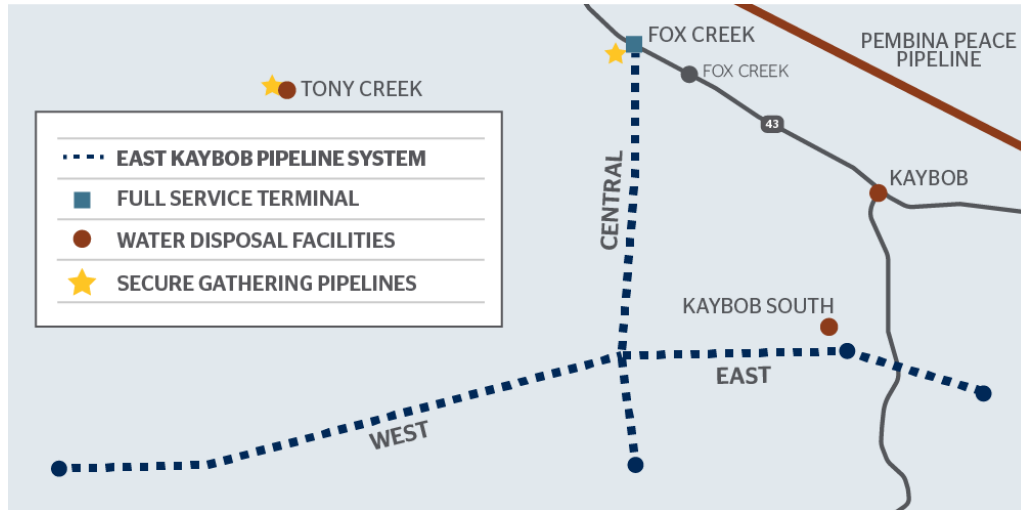 FOX CREEK
PEMBINA PEACE
PIPELINE
FOX CREEK
TONY CREEK
43
EAST KAYBOB PIPELINE SYSTEM
FULL SERVICE TERMINAL
WATER DISPOSAL FACILITIES
SECURE GATHERING PIPELINES
CENTRAL
KAYBOB
KAYBOB SOUTH
EAST
WEST